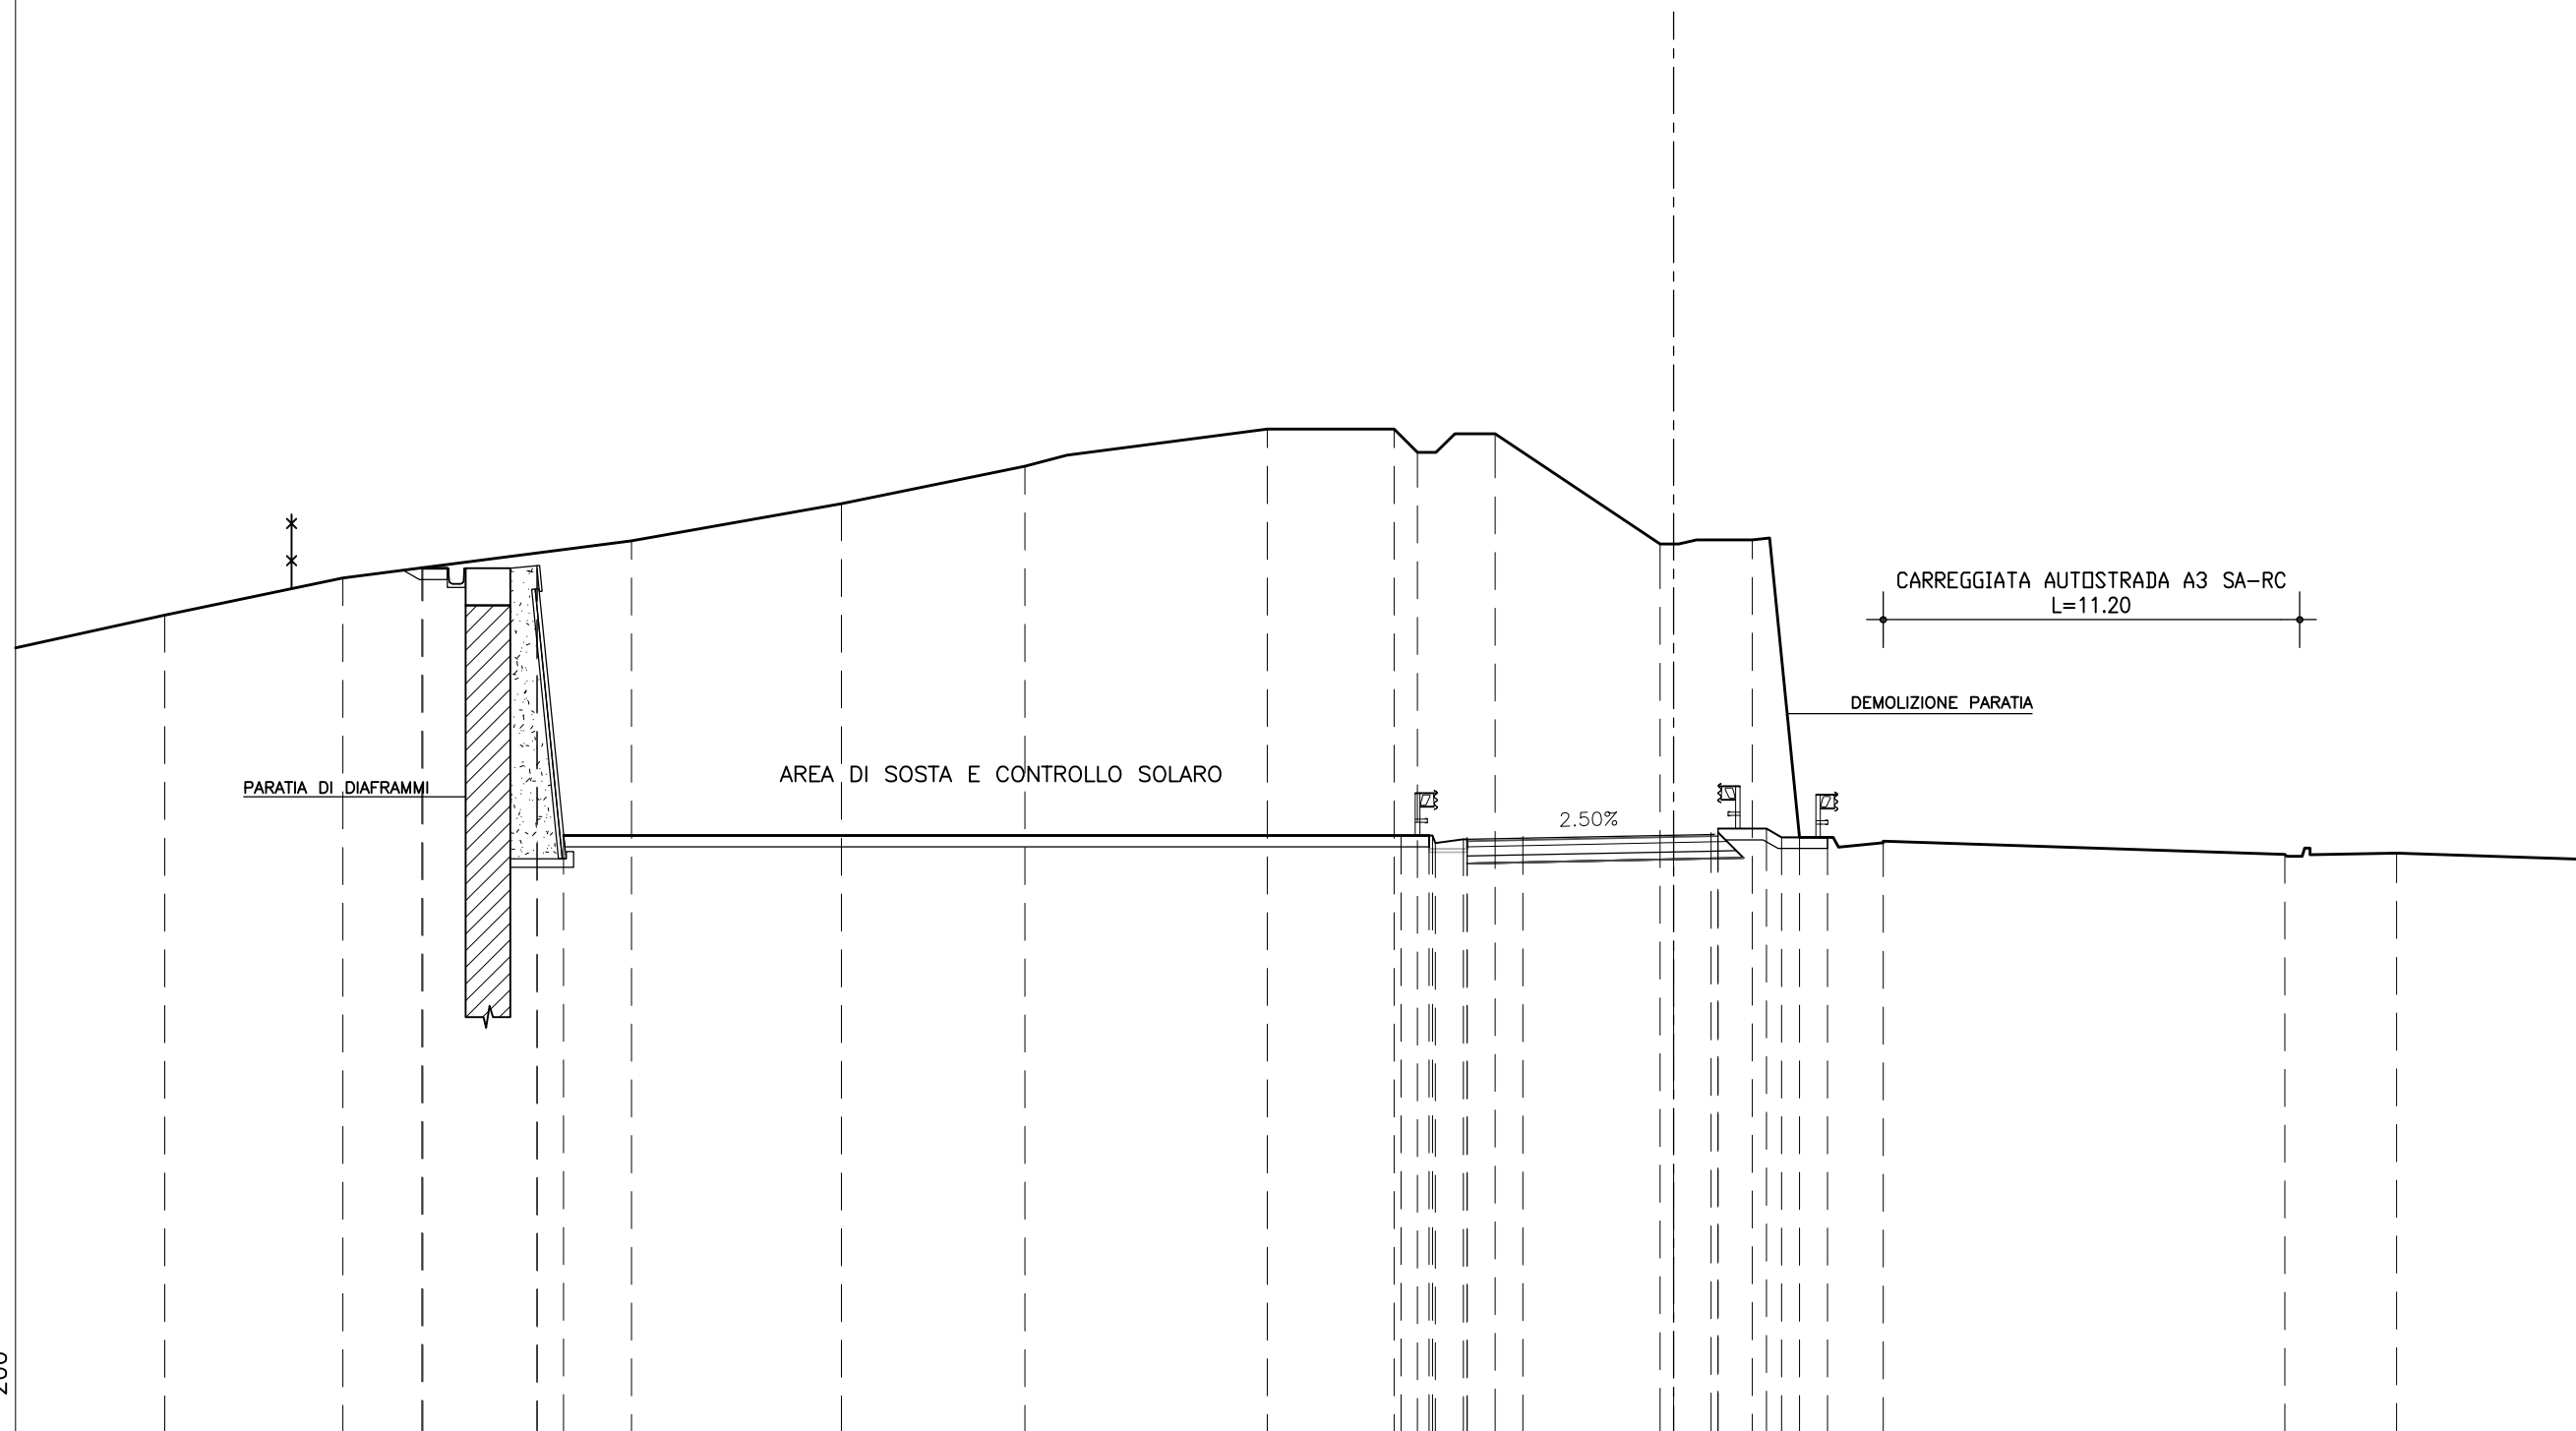 CARREGGIATA AUTOSTRADA A3 SA-RC
L=11.20
DEMOLIZIONE PARATIA
AREA DI SOSTA E CONTROLLO SOLARO
PARATIA DI DIAFRAMMI
2.50%